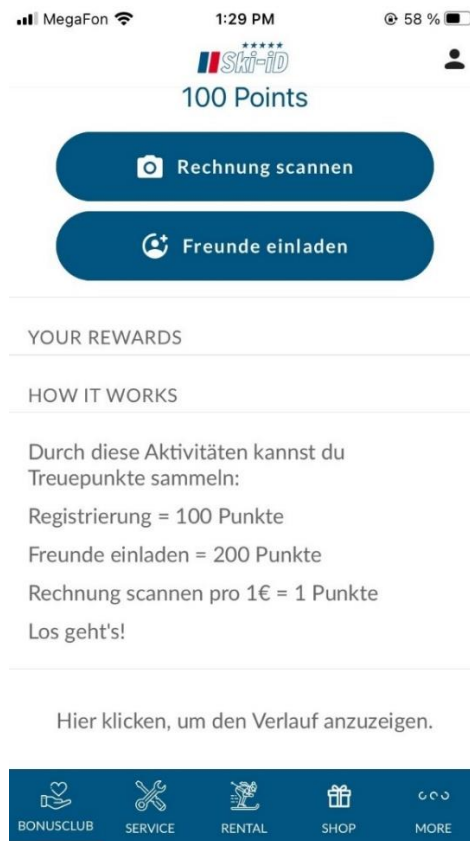 MegaFon 1:29 PM 58 %
Ski-iD
100 Points
Rechnung scannen
Freunde einladen
YOUR REWARDS
HOW IT WORKS
Durch diese Aktivitäten kannst du
Treuepunkte sammeln:
Registrierung = 100 Punkte
Freunde einladen = 200 Punkte
Rechnung scannen pro 1€ = 1 Punkte
Los geht's!
Hier klicken, um den Verlauf anzuzeigen.
BONUSCLUB SERVICE RENTAL SHOP MORE